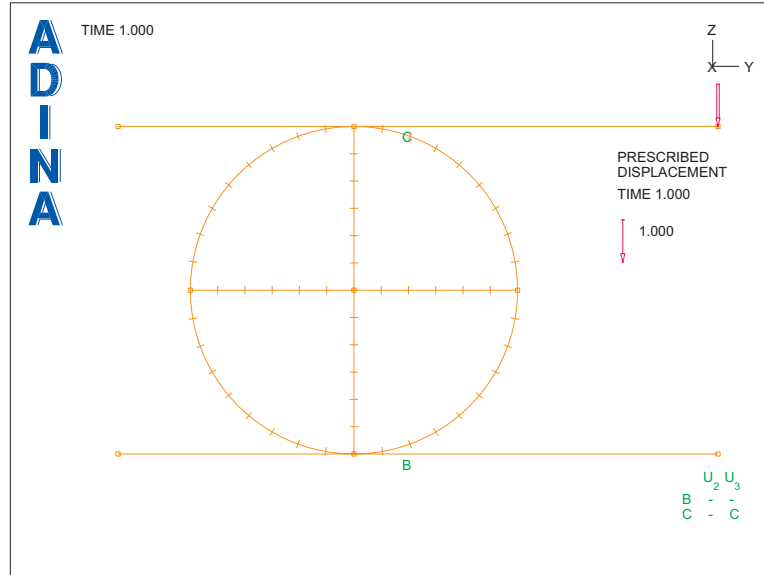 ADINA
TIME 1.000
Z
X Y
C
PRESCRIBED
DISPLACEMENT
TIME 1.000
1.000
B
U2 U3
B - -
C - C